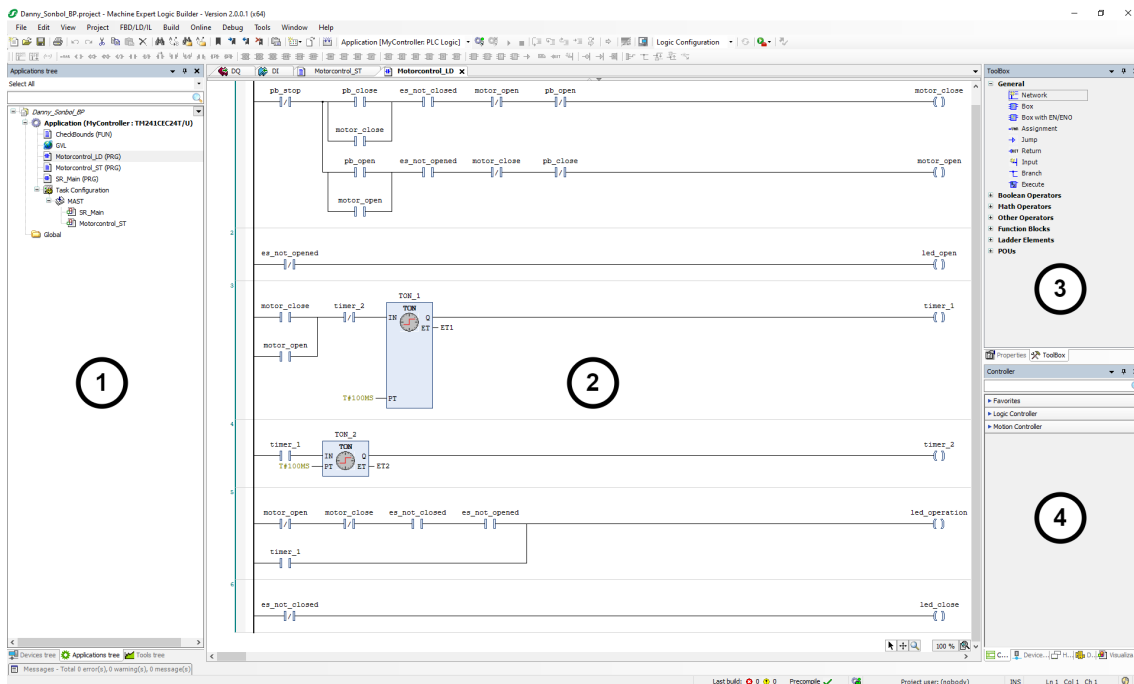 Danny_Sonbol_BP.project - Machine Expert Logic Builder - Version 2.0.0.1 (x64)
File Edit View Project FBD/LD/IL Build Online Debug Tools Window Help
Application [MyController: PLC Logic]
Logic Configuration
Applications tree
Select All
Danny_Sonbol_BP
Application (MyController : TM241CEC24T/U)
CheckBounds (FUN)
GVL
Motorcontrol_LD (PRG)
Motorcontrol_ST (PRG)
SR_Main (PRG)
Task Configuration
MAST
SR_Main
Motorcontrol_ST
Global
1
Devices tree Applications tree Tools tree
DQ DI Motorcontrol_ST Motorcontrol_LD
pb_stop pb_close es_not_closed motor_open pb_open motor_close
motor_close
pb_open es_not_opened motor_close pb_close motor_open
motor_open
2
es_not_opened led_open
3
TON_1
motor_close timer_2 TON timer_1
IN Q
ET ET1
motor_open
2
T#100MS PT
4
TON_2
timer_1 TON timer_2
IN Q
T#100MS PT ET ET2
5
motor_open motor_close es_not_closed es_not_opened led_operation
timer_1
6
es_not_closed led_close
100 %
ToolBox
General
Network
Box
Box with EN/ENO
Assignment
Jump
Return
Input
Branch
Execute
Boolean Operators
Math Operators
Other Operators
Function Blocks
Ladder Elements
POUs
3
Properties ToolBox
Controller
Favorites
Logic Controller
Motion Controller
4
C... Device... H... D... Visualiza
Messages - Total 0 error(s), 0 warning(s), 0 message(s)
Last build: 0 0 Precompile Project user: (nobody) INS Ln 1 Col 1 Ch 1